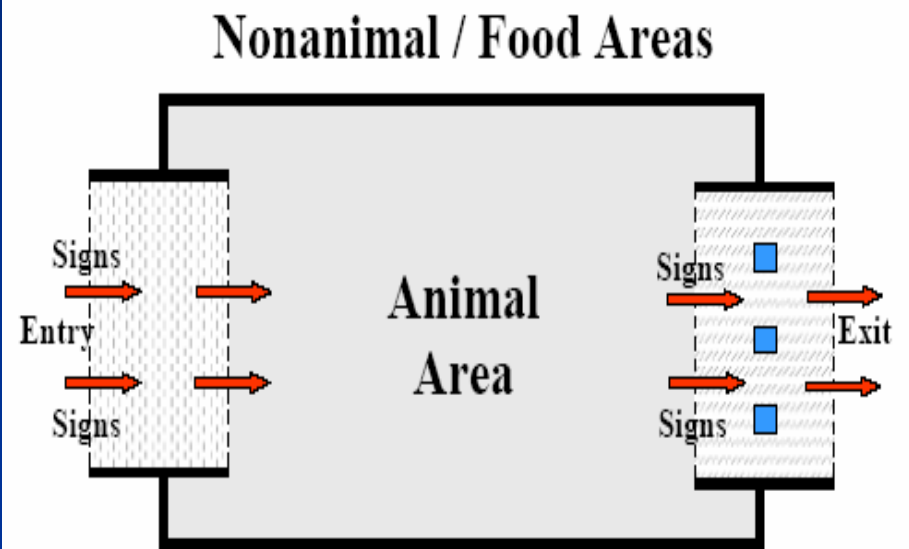 Nonanimal / Food Areas
Signs
Entry
Signs
Animal
Area
Signs
Exit
Signs